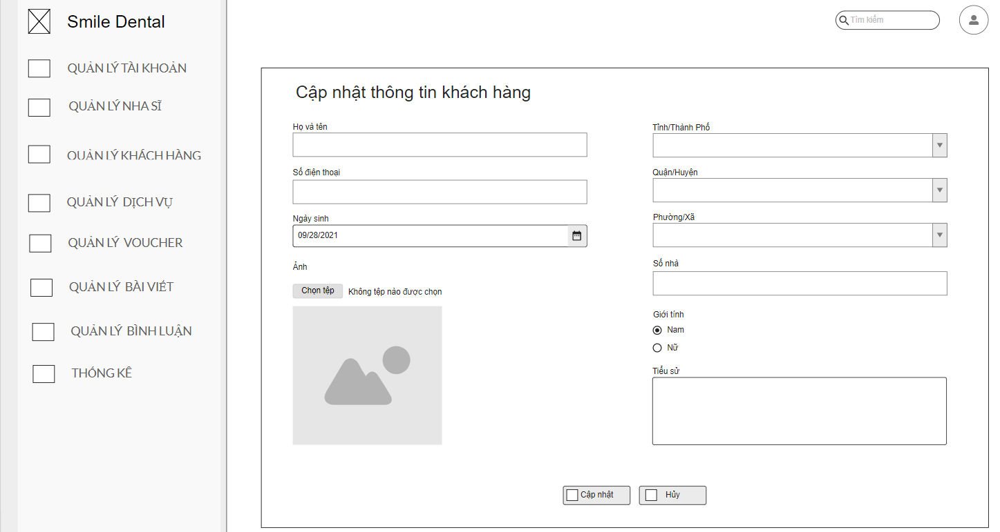 Smile Dental
QUẢN LÝ TÀI KHOẢN
QUẢN LÝ NHA SĨ
QUẢN LÝ KHÁCH HÀNG
QUẢN LÝ DỊCH VỤ
QUẢN LÝ VOUCHER
QUẢN LÝ BÀI VIẾT
QUẢN LÝ BÌNH LUẬN
THỐNG KÊ
Tìm kiếm
Cập nhật thông tin khách hàng
Họ và tên
Số điện thoại
Ngày sinh
09/28/2021
Ảnh
Chọn tệp Không tệp nào được chọn
Tỉnh/Thành Phố
Quận/Huyện
Phường/Xã
Số nhà
Giới tính
Nam
Nữ
Tiểu sử
Cập nhật
Hủy